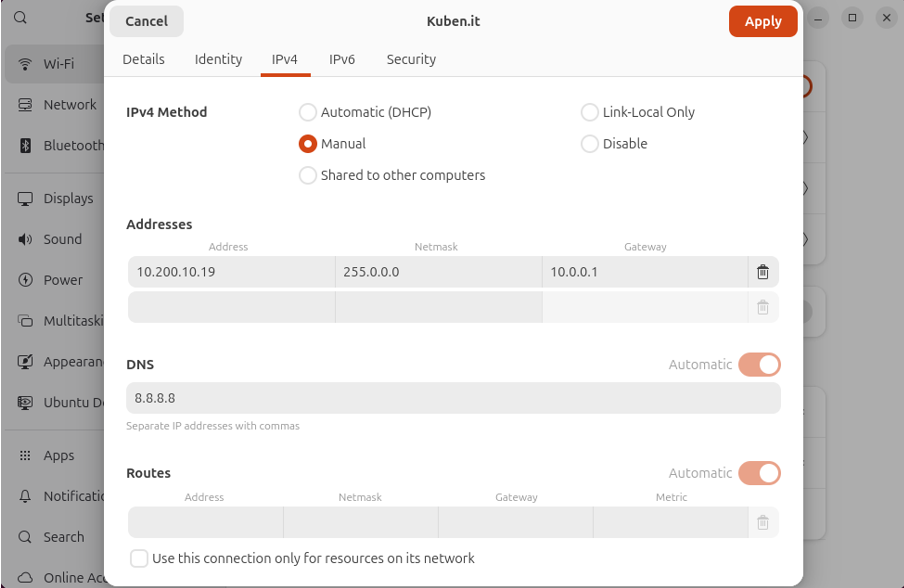 Cancel
Kuben.it
Apply
Details Identity IPv4 IPv6 Security
Wi-Fi
Network
Bluetooth
Displays
Sound
Power
Multitaski
Appearan
Ubuntu De
Apps
Notificatio
Search
Online Acc
IPv4 Method
Automatic (DHCP)
Link-Local Only
Manual
Disable
Shared to other computers
Addresses
Address Netmask Gateway
10.200.10.19 255.0.0.0 10.0.0.1
DNS
Automatic
8.8.8.8
Separate IP addresses with commas
Routes
Automatic
Address Netmask Gateway Metric
Use this connection only for resources on its network